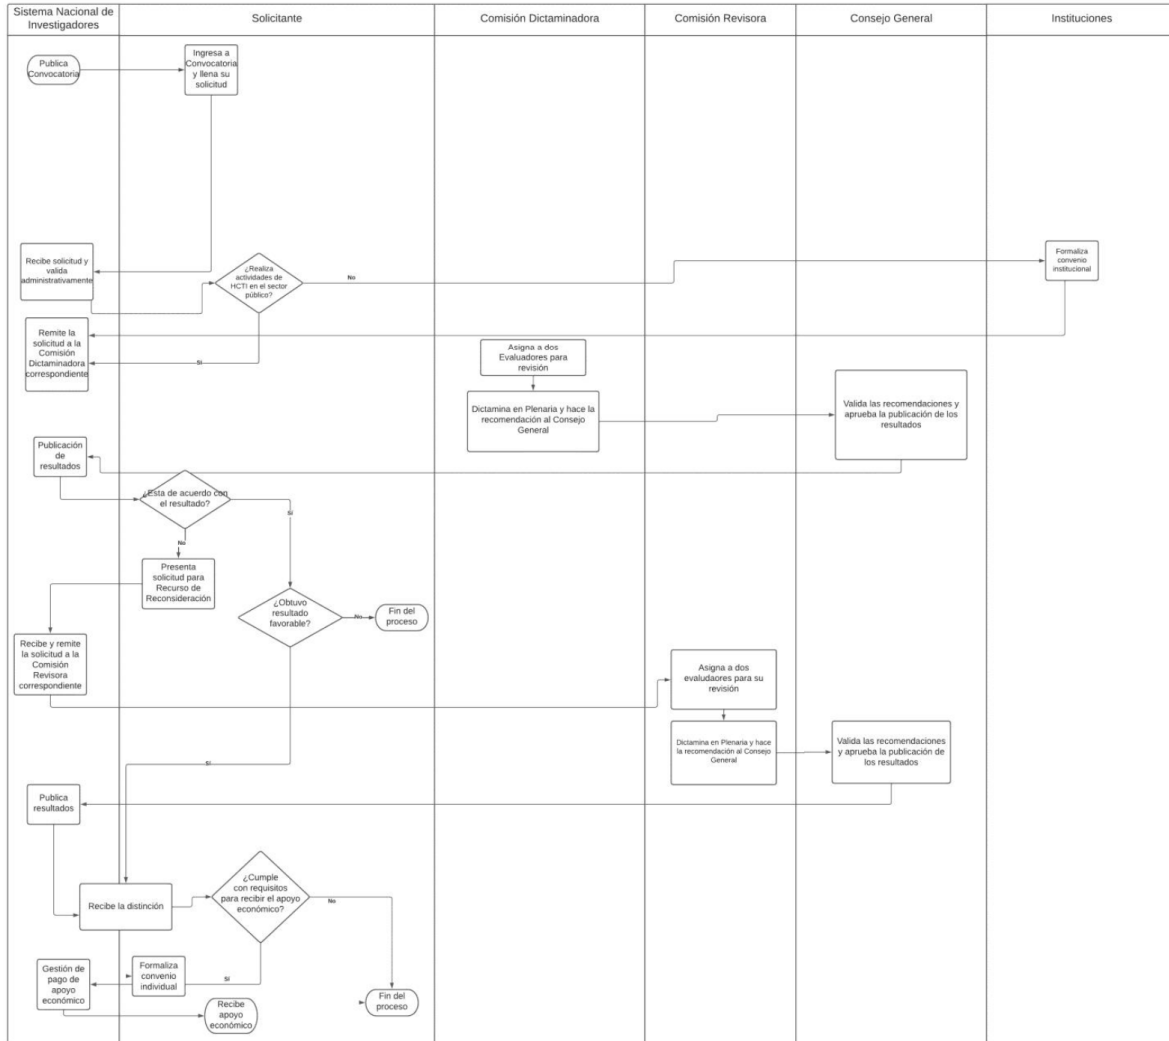 Sistema Nacional de
Investigadores
Solicitante
Comisión Dictaminadora
Comisión Revisora
Consejo General
Instituciones
Publica
Convocatoria
Ingresa a
Convocatoria
y llena su
solicitud
Recibe solicitud y
valida
administrativamente
¿Realiza
actividades de
HCTI en el sector
público?
No
Formaliza
convenio
institucional
Remite la
solicitud a la
Comisión
Dictaminadora
correspondiente
Sí
Asigna a dos
Evaluadores para
revisión
Dictamina en Plenaria y hace la
recomendación al Consejo
General
Valida las recomendaciones y
aprueba la publicación de los
resultados
Publicación
de
resultados
¿Esta de acuerdo con
el resultado?
Sí
No
Presenta
solicitud para
Recurso de
Reconsideración
¿Obtuvo
resultado
favorable?
No
Fin del
proceso
Recibe y remite
la solicitud a la
Comisión
Revisora
correspondiente
Asigna a dos
evaluadaores para su
revisión
Dictamina en Plenaria y hace
la recomendación al Consejo
General
Valida las recomendaciones
y aprueba la publicación de
los resultados
Sí
Publica
resultados
Recibe la distinción
¿Cumple
con requisitos
para recibir el apoyo
económico?
No
Sí
Gestión de
pago de
apoyo
económico
Formaliza
convenio
individual
Recibe
apoyo
económico
Fin del
proceso